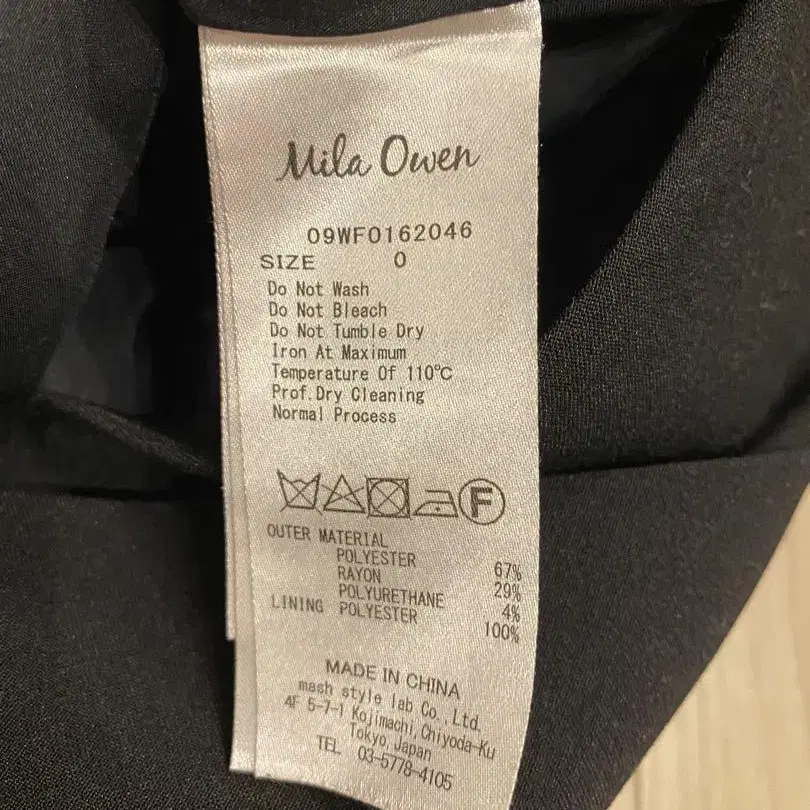 Mila Owen
09WF0162046
SIZE 0
Do Not Wash
Do Not Bleach
Do Not Tumble Dry
Iron At Maximum
Temperature Of 110℃
Prof.Dry Cleaning
Normal Process
F
OUTER MATERIAL
POLYESTER 67%
RAYON 29%
POLYURETHANE 4%
LINING POLYESTER 100%
MADE IN CHINA
mash style lab Co.,Ltd.
4F 5-7-1 Kojimachi,Chiyoda-Ku
Tokyo,Japan
TEL 03-5778-4105